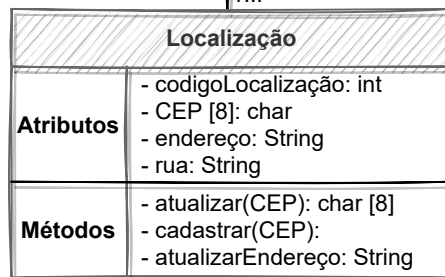 Localização
Atributos
- codigoLocalização: int
- CEP [8]: char
- endereço: String
- rua: String
Métodos
- atualizar(CEP): char [8]
- cadastrar(CEP):
- atualizarEndereço: String